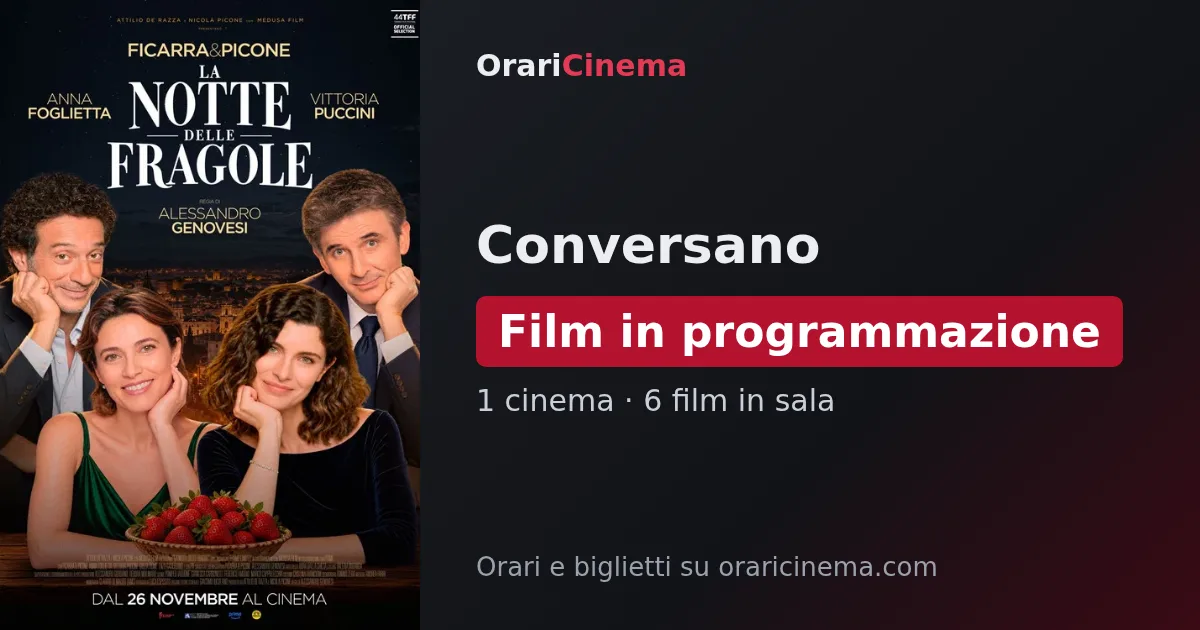 ATTILIO DE RAZZA E NICOLA PICONE CON MEDUSA FILM
44TFF
OFFICIAL
SELECTION
FICARRA&PICONE
LA
NOTTE
DELLE
FRAGOLE
ANNA
FOGLIETTA
VITTORIA
PUCCINI
REGIA DI
ALESSANDRO
GENOVESI
DAL 26 NOVEMBRE AL CINEMA
OrariCinema
Conversano
Film in programmazione
1 cinema · 6 film in sala
Orari e biglietti su oraricinema.com